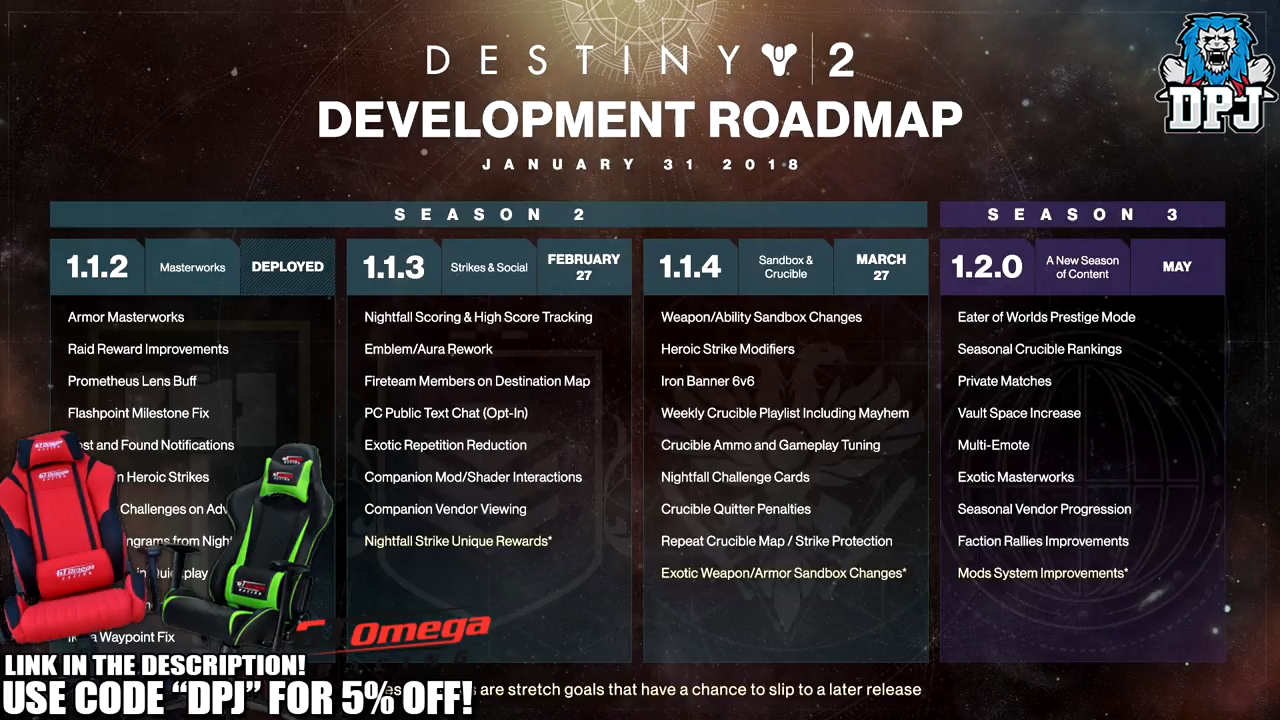 DESTINY 2
DPJ
DEVELOPMENT ROADMAP
JANUARY 31 2018
SEASON 2
SEASON 3
1.1.2
Masterworks
DEPLOYED
Armor Masterworks
Raid Reward Improvements
Prometheus Lens Buff
Flashpoint Milestone Fix
and Found Notifications
Heroic Strikes
Challenges on
from
Waypoint Fix
1.1.3
Strikes & Social
FEBRUARY
27
Nightfall Scoring & High Score Tracking
Emblem/Aura Rework
Fireteam Members on Destination Map
PC Public Text Chat (Opt-In)
Exotic Repetition Reduction
Companion Mod/Shader Interactions
Companion Vendor Viewing
Nightfall Strike Unique Rewards*
1.1.4
Sandbox &
Crucible
MARCH
27
Weapon/Ability Sandbox Changes
Heroic Strike Modifiers
Iron Banner 6v6
Weekly Crucible Playlist Including Mayhem
Crucible Ammo and Gameplay Tuning
Nightfall Challenge Cards
Crucible Quitter Penalties
Repeat Crucible Map / Strike Protection
Exotic Weapon/Armor Sandbox Changes*
1.2.0
A New Season
of Content
MAY
Eater of Worlds Prestige Mode
Seasonal Crucible Rankings
Private Matches
Vault Space Increase
Multi-Emote
Exotic Masterworks
Seasonal Vendor Progression
Faction Rallies Improvements
Mods System Improvements*
Omega
LINK IN THE DESCRIPTION!
USE CODE “DPJ” FOR 5% OFF!
are stretch goals that have a chance to slip to a later release